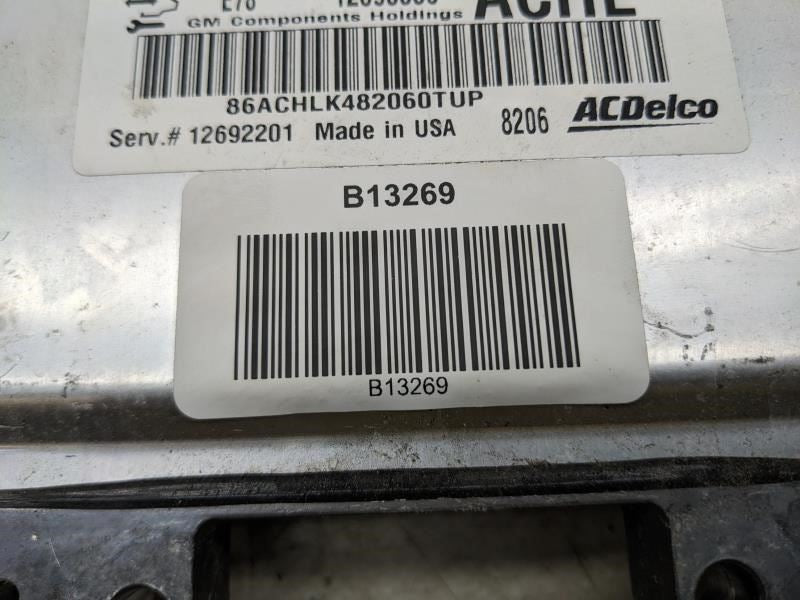 GM Components Holdings
86ACHLK482060TUP
Serv.# 12692201 Made in USA 8206 ACDelco
B13269
B13269